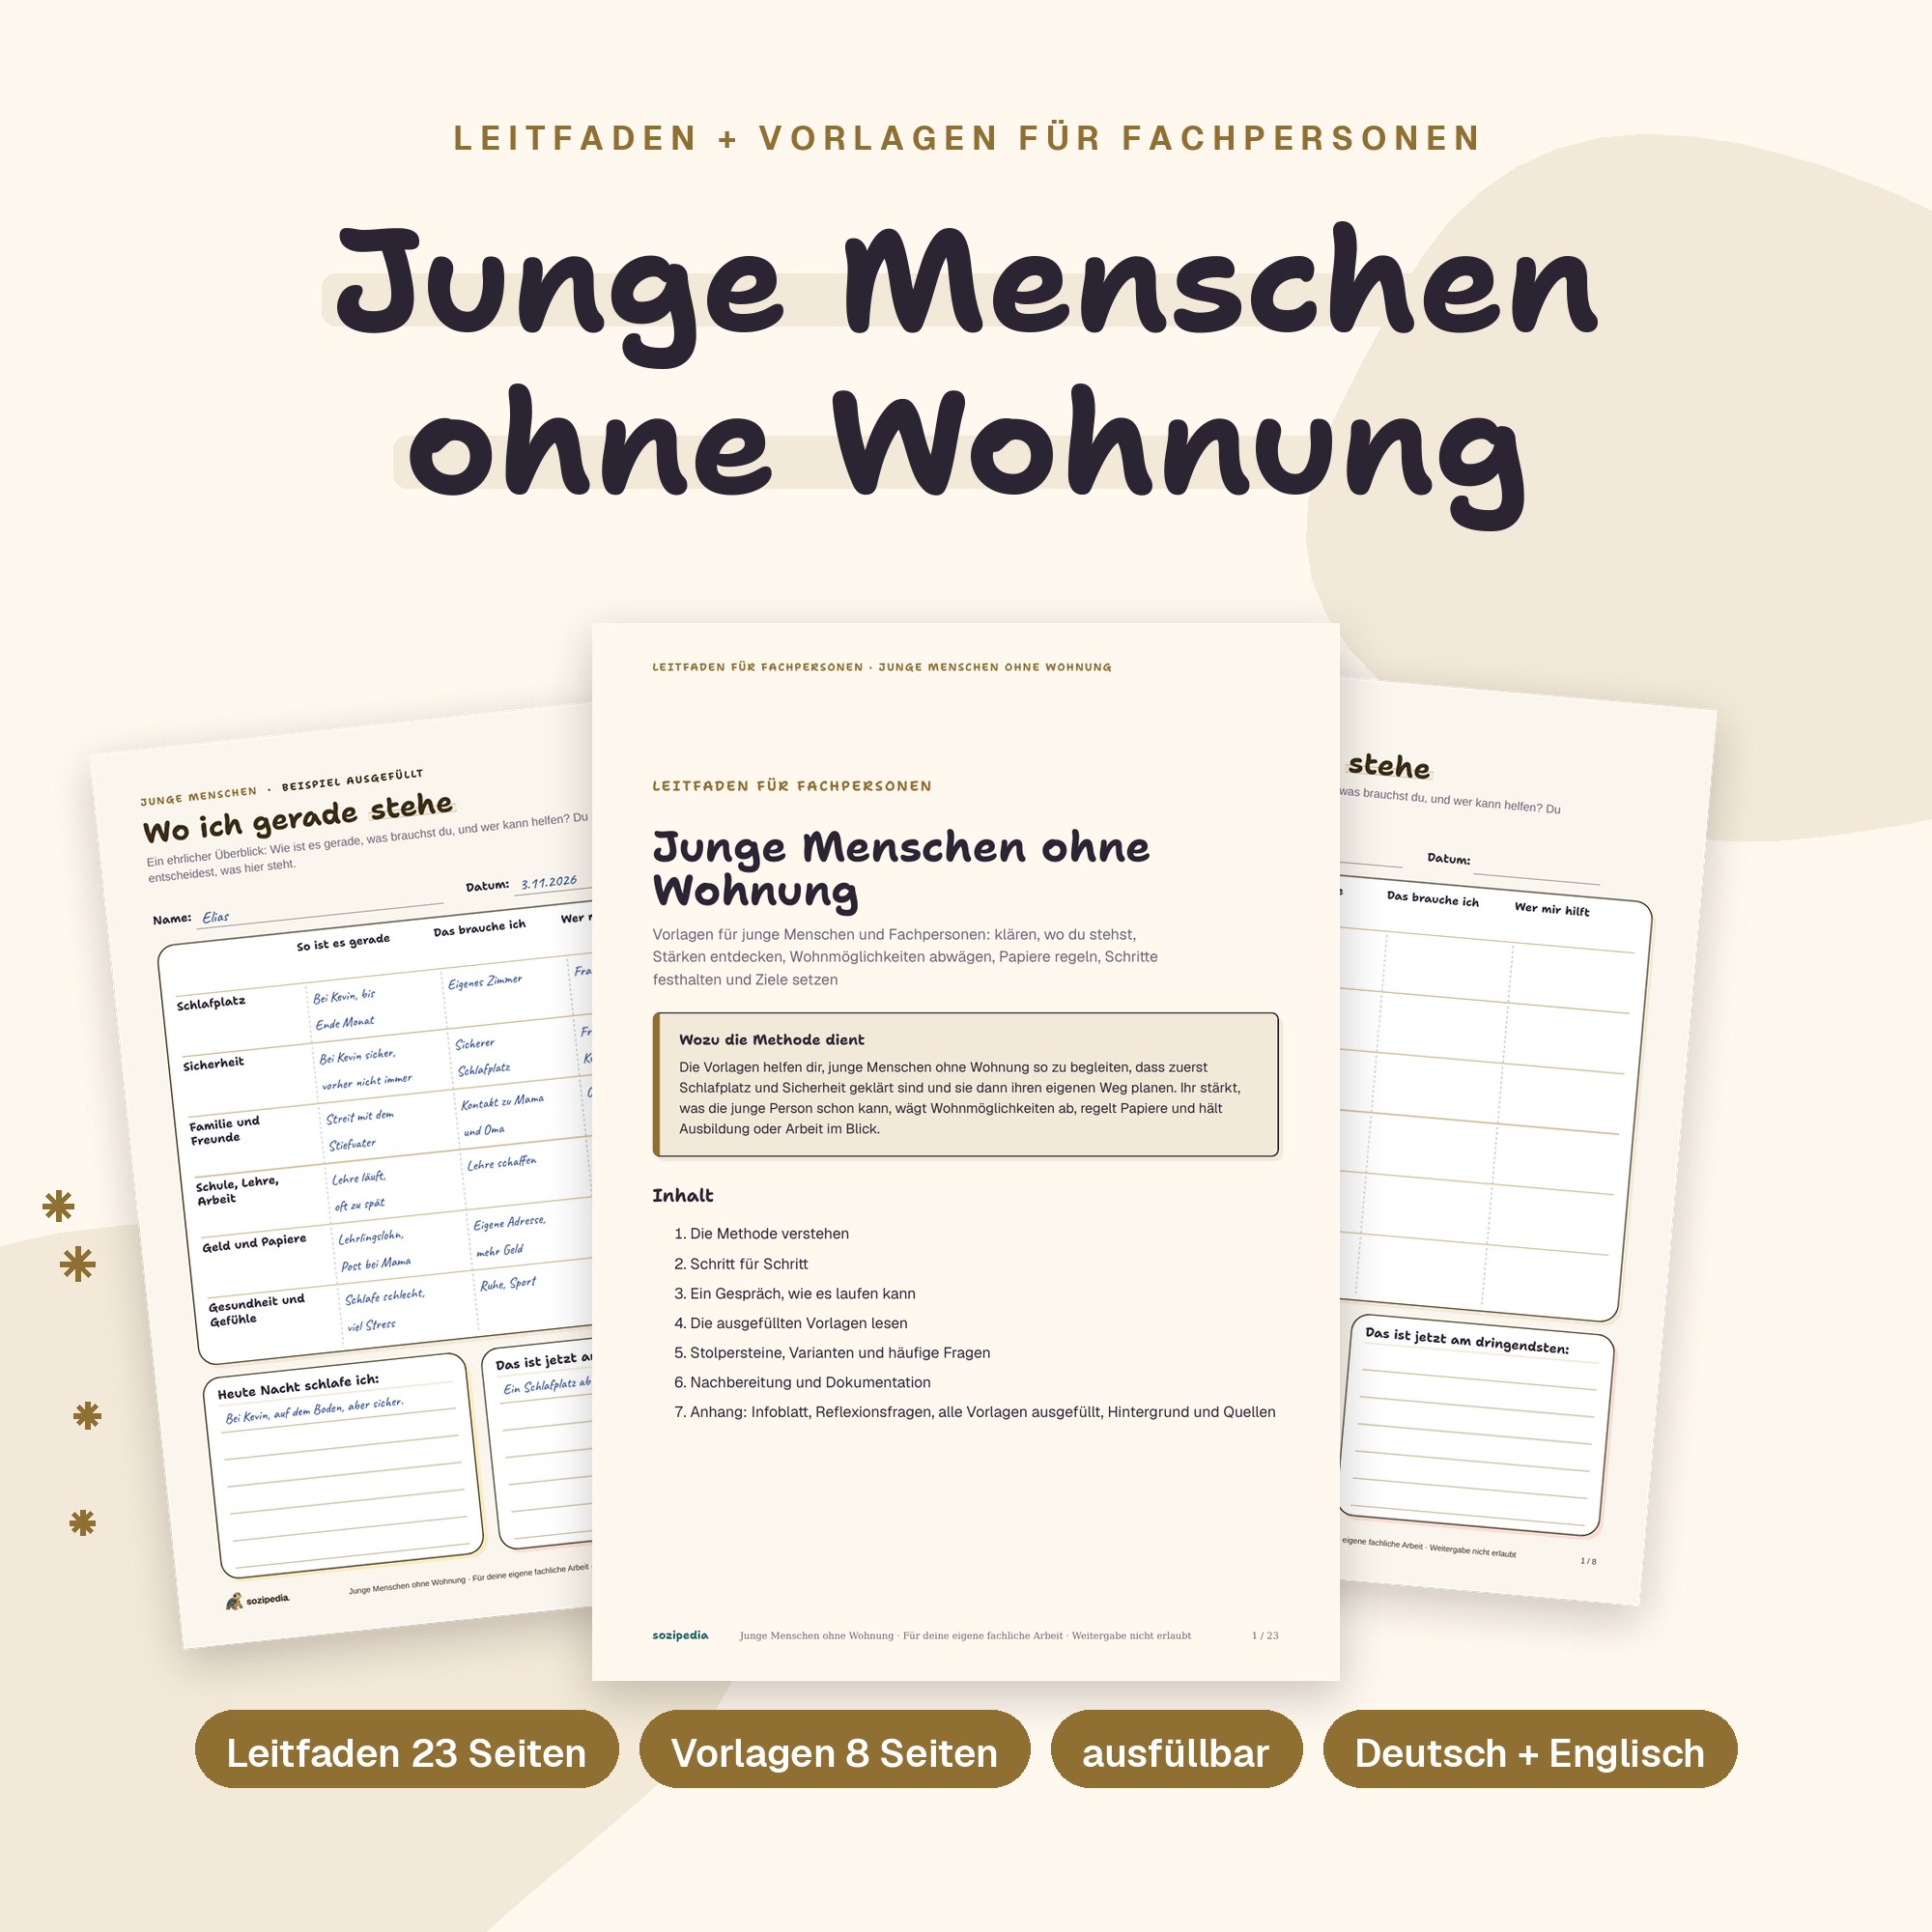 LEITFADEN + VORLAGEN FÜR FACHPERSONEN
Junge Menschen
ohne Wohnung
JUNGE MENSCHEN · BEISPIEL AUSGEFÜLLT
Wo ich gerade stehe
Ein ehrlicher Überblick: Wie ist es gerade, was brauchst du, und wer kann helfen? Du
entscheidest, was hier steht.
Name: Elias
Datum: 3.11.2026
So ist es gerade
Das brauche ich
Schlafplatz
Bei Kevin, bis
Ende Monat
Eigenes Zimmer
Sicherheit
Bei Kevin sicher,
vorher nicht immer
Sicherer
Schlafplatz
Familie und
Freunde
Streit mit dem
Stiefvater
Kontakt zu Mama
und Oma
Schule, Lehre,
Arbeit
Lehre läuft,
oft zu spät
Lehre schaffen
Geld und Papiere
Lehrlingslohn,
Post bei Mama
Eigene Adresse,
mehr Geld
Gesundheit und
Gefühle
Schlafe schlecht,
viel Stress
Ruhe, Sport
Heute Nacht schlafe ich:
Bei Kevin, auf dem Boden, aber sicher.
Das ist jetzt
Ein Schlafplatz ab
sozipedia.
Junge Menschen ohne Wohnung · Für deine eigene fachliche Arbeit
LEITFADEN FÜR FACHPERSONEN · JUNGE MENSCHEN OHNE WOHNUNG
LEITFADEN FÜR FACHPERSONEN
Junge Menschen ohne
Wohnung
Vorlagen für junge Menschen und Fachpersonen: klären, wo du stehst,
Stärken entdecken, Wohnmöglichkeiten abwägen, Papiere regeln, Schritte
festhalten und Ziele setzen
Wozu die Methode dient
Die Vorlagen helfen dir, junge Menschen ohne Wohnung so zu begleiten, dass zuerst
Schlafplatz und Sicherheit geklärt sind und sie dann ihren eigenen Weg planen. Ihr stärkt,
was die junge Person schon kann, wägt Wohnmöglichkeiten ab, regelt Papiere und hält
Ausbildung oder Arbeit im Blick.
Inhalt
1. Die Methode verstehen
2. Schritt für Schritt
3. Ein Gespräch, wie es laufen kann
4. Die ausgefüllten Vorlagen lesen
5. Stolpersteine, Varianten und häufige Fragen
6. Nachbereitung und Dokumentation
7. Anhang: Infoblatt, Reflexionsfragen, alle Vorlagen ausgefüllt, Hintergrund und Quellen
sozipedia
Junge Menschen ohne Wohnung · Für deine eigene fachliche Arbeit · Weitergabe nicht erlaubt
1 / 23
stehe
was brauchst du, und wer kann helfen? Du
Datum:
Das brauche ich
Wer mir hilft
Das ist jetzt am dringendsten:
eigene fachliche Arbeit · Weitergabe nicht erlaubt
1 / 8
Leitfaden 23 Seiten
Vorlagen 8 Seiten
ausfüllbar
Deutsch + Englisch